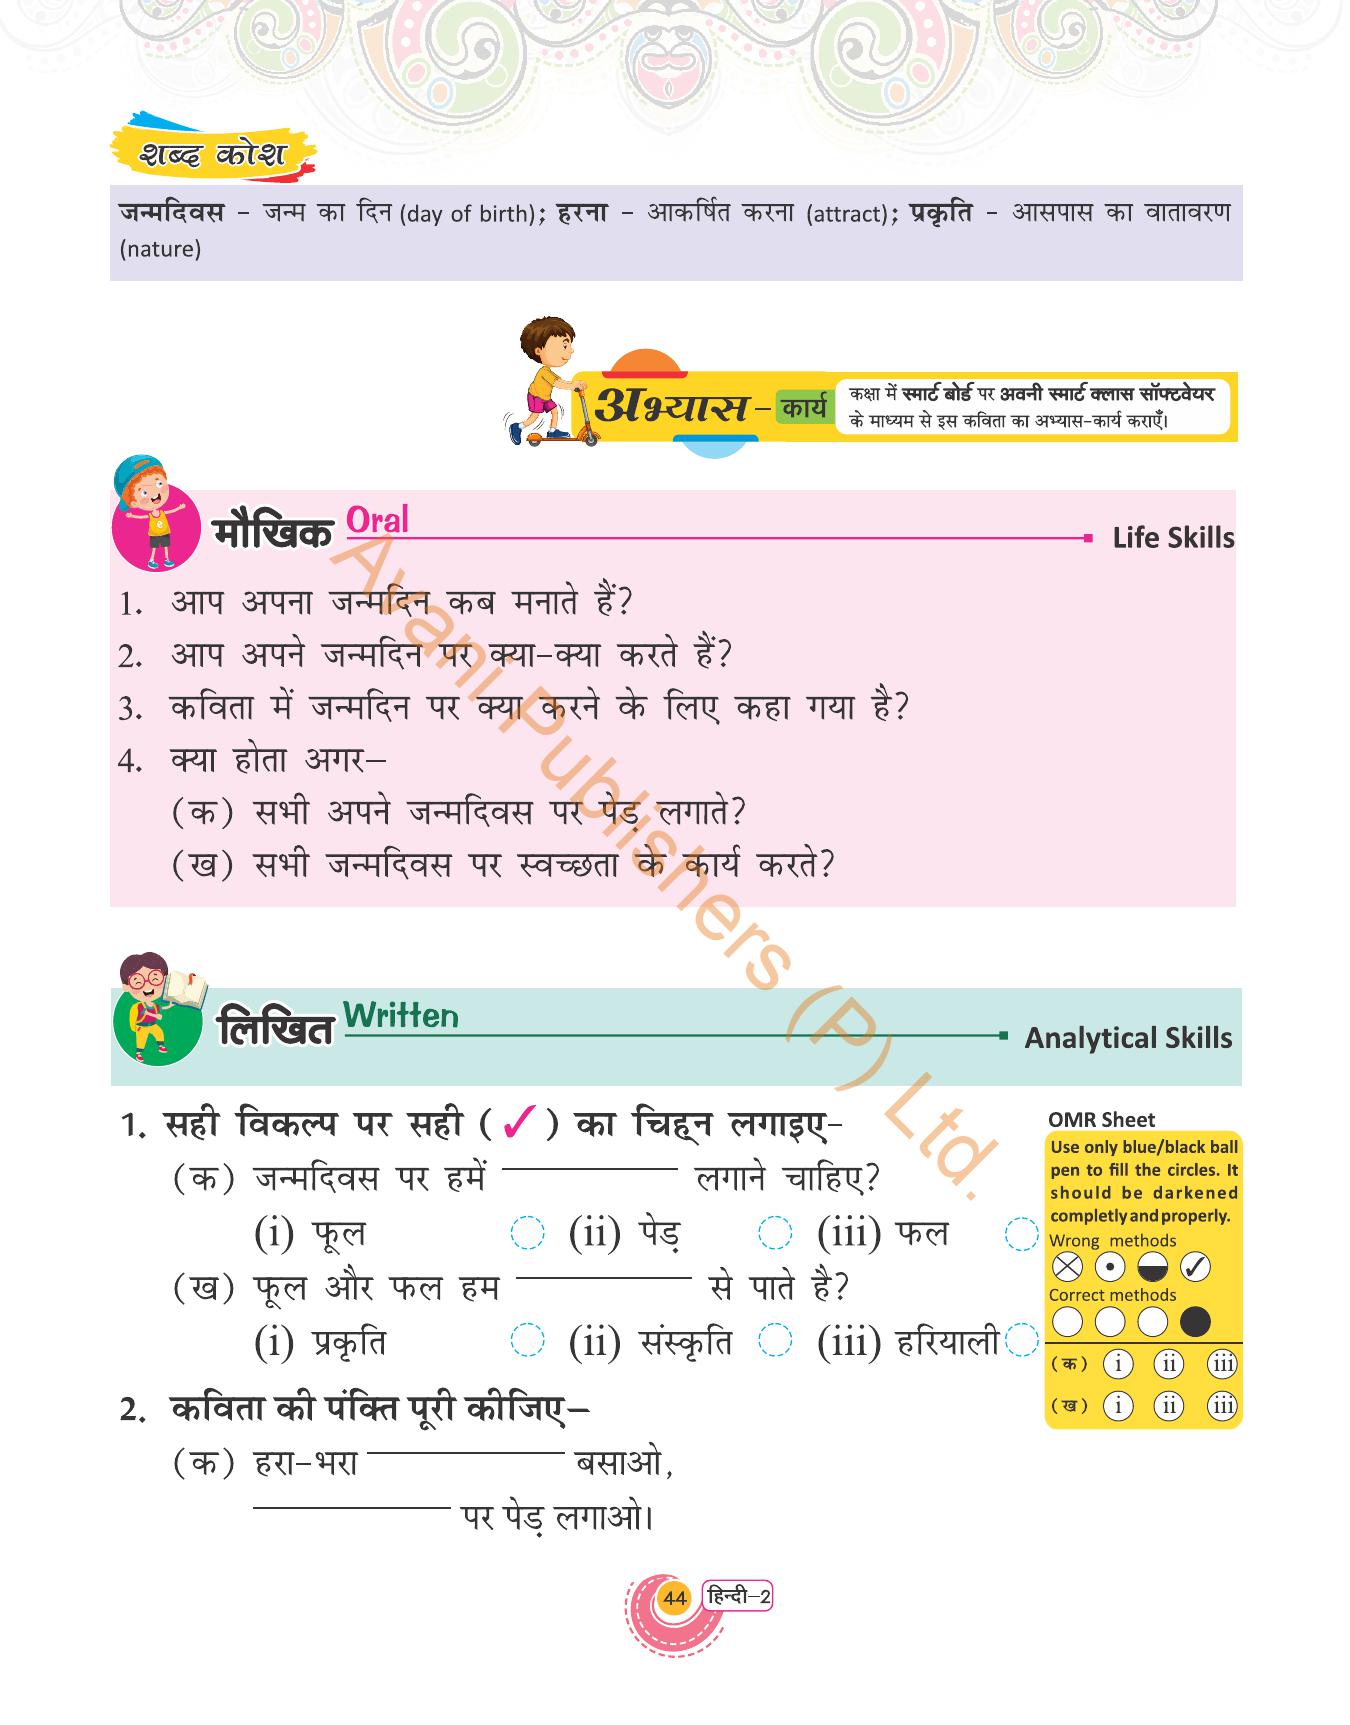 शब्द कोश
जन्मदिवस – जन्म का दिन (day of birth); हरना – आकर्षित करना (attract); प्रकृति – आसपास का वातावरण
(nature)
अभ्यास – कार्य
कक्षा में स्मार्ट बोर्ड पर अवनी स्मार्ट क्लास सॉफ्टवेयर
के माध्यम से इस कविता का अभ्यास-कार्य कराएँ।
मौखिक Oral Life Skills
1. आप अपना जन्मदिन कब मनाते हैं?
2. आप अपने जन्मदिन पर क्या-क्या करते हैं?
3. कविता में जन्मदिन पर क्या करने के लिए कहा गया है?
4. क्या होता अगर–
(क) सभी अपने जन्मदिवस पर पेड़ लगाते?
(ख) सभी जन्मदिवस पर स्वच्छता के कार्य करते?
Avani Publishers (P) Ltd.
लिखित Written Analytical Skills
1. सही विकल्प पर सही (✓) का चिह्न लगाइए–
(क) जन्मदिवस पर हमें ____________ लगाने चाहिए?
(i) फूल (ii) पेड़ (iii) फल
(ख) फूल और फल हम ____________ से पाते है?
(i) प्रकृति (ii) संस्कृति (iii) हरियाली
OMR Sheet
Use only blue/black ball
pen to fill the circles. It
should be darkened
completly and properly.
Wrong methods
Correct methods
(क) i ii iii
(ख) i ii iii
2. कविता की पंक्ति पूरी कीजिए–
(क) हरा-भरा ____________ बसाओ,
____________ पर पेड़ लगाओ।
44 हिन्दी-2